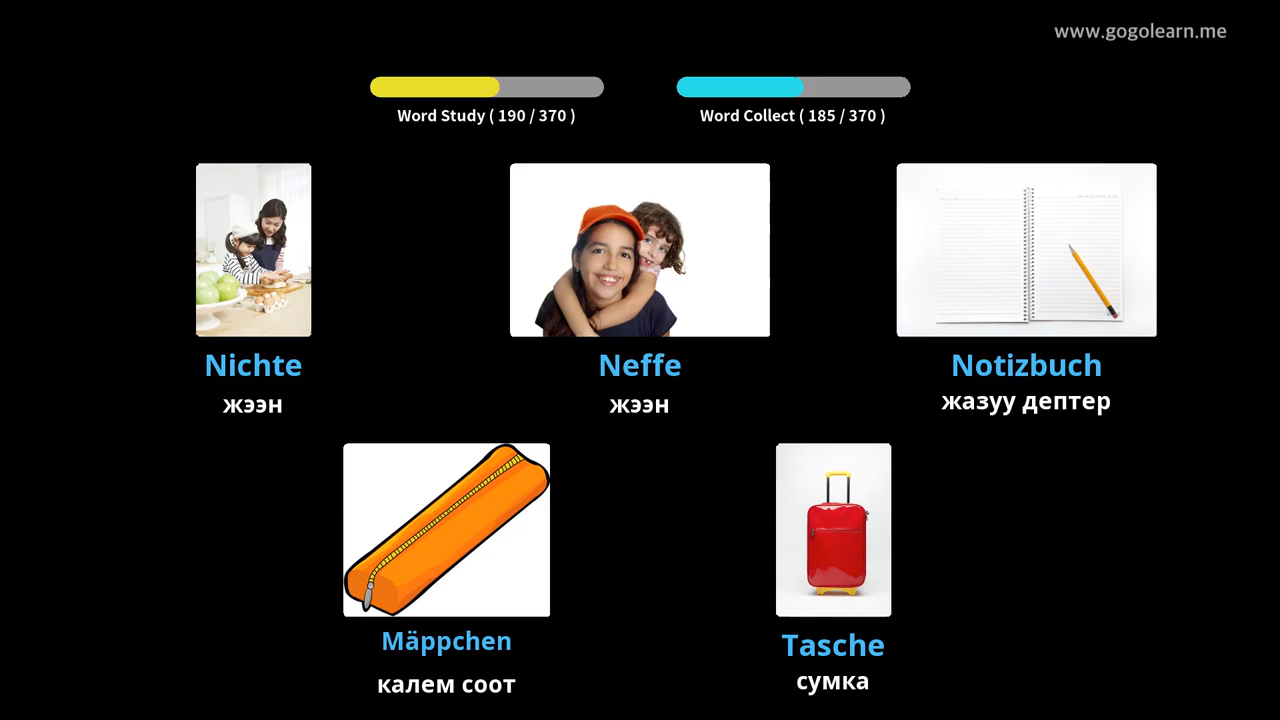 www.gogolearn.me
Word Study ( 190 / 370 )
Word Collect ( 185 / 370 )
Nichte
жээн
Neffe
жээн
Notizbuch
жазуу дептер
Mäppchen
калем соот
Tasche
сумка